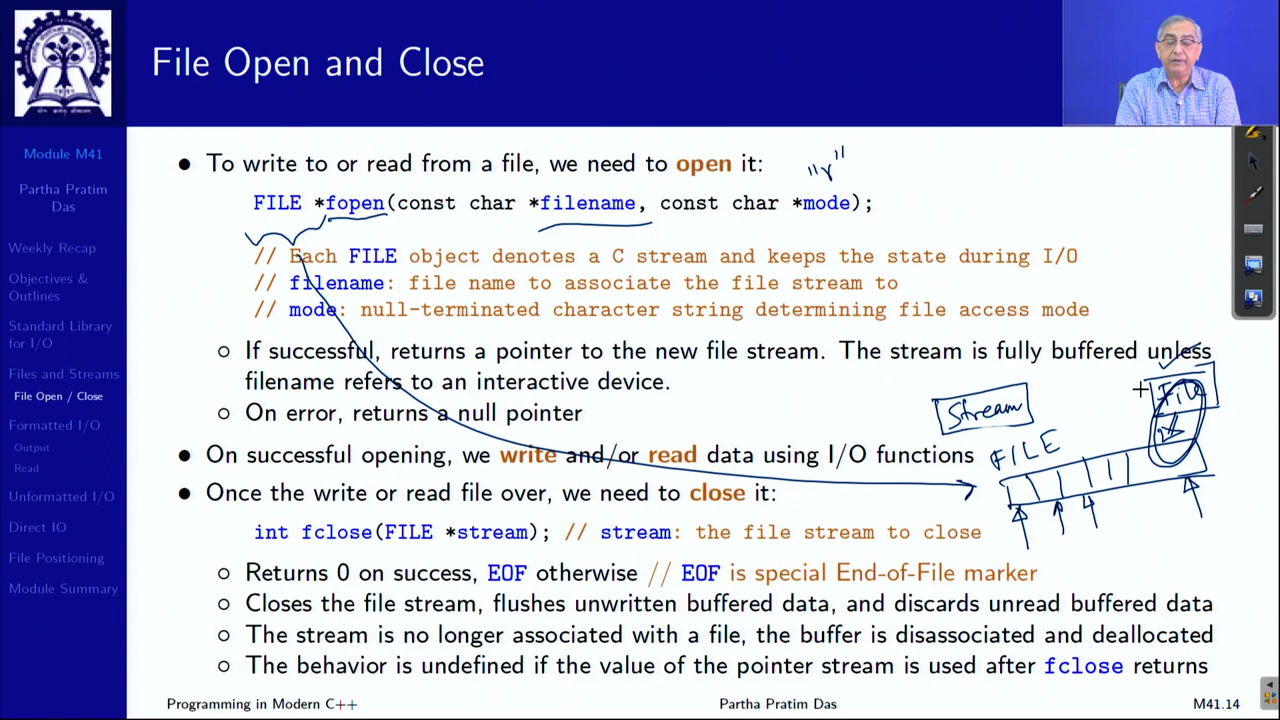 File Open and Close
Module M41
Partha Pratim
Das
Weekly Recap
Objectives &
Outlines
Standard Library
for I/O
Files and Streams
File Open / Close
Formatted I/O
Output
Read
Unformatted I/O
Direct IO
File Positioning
Module Summary
• To write to or read from a file, we need to open it:
"r"
FILE *fopen(const char *filename, const char *mode);
// Each FILE object denotes a C stream and keeps the state during I/O
// filename: file name to associate the file stream to
// mode: null-terminated character string determining file access mode
○ If successful, returns a pointer to the new file stream. The stream is fully buffered unless
filename refers to an interactive device.
○ On error, returns a null pointer
Stream
File
FILE
• On successful opening, we write and/or read data using I/O functions
• Once the write or read file over, we need to close it:
int fclose(FILE *stream); // stream: the file stream to close
○ Returns 0 on success, EOF otherwise // EOF is special End-of-File marker
○ Closes the file stream, flushes unwritten buffered data, and discards unread buffered data
○ The stream is no longer associated with a file, the buffer is disassociated and deallocated
○ The behavior is undefined if the value of the pointer stream is used after fclose returns
Programming in Modern C++
Partha Pratim Das
M41.14